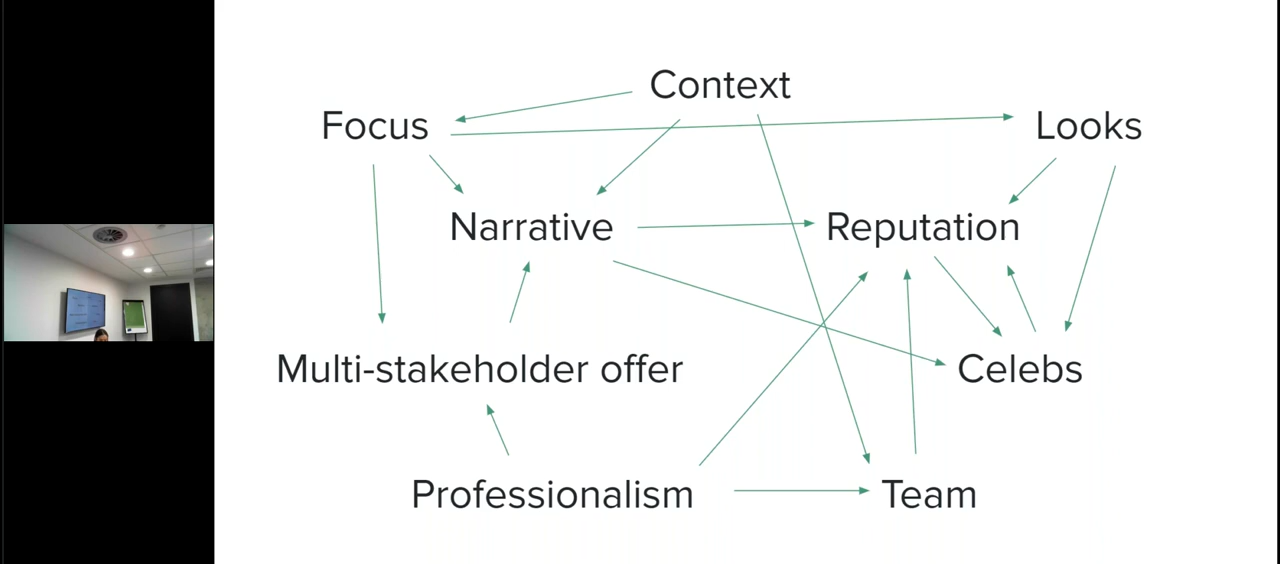 Context
Focus
Looks
Narrative
Reputation
Multi-stakeholder offer
Celebs
Professionalism
Team